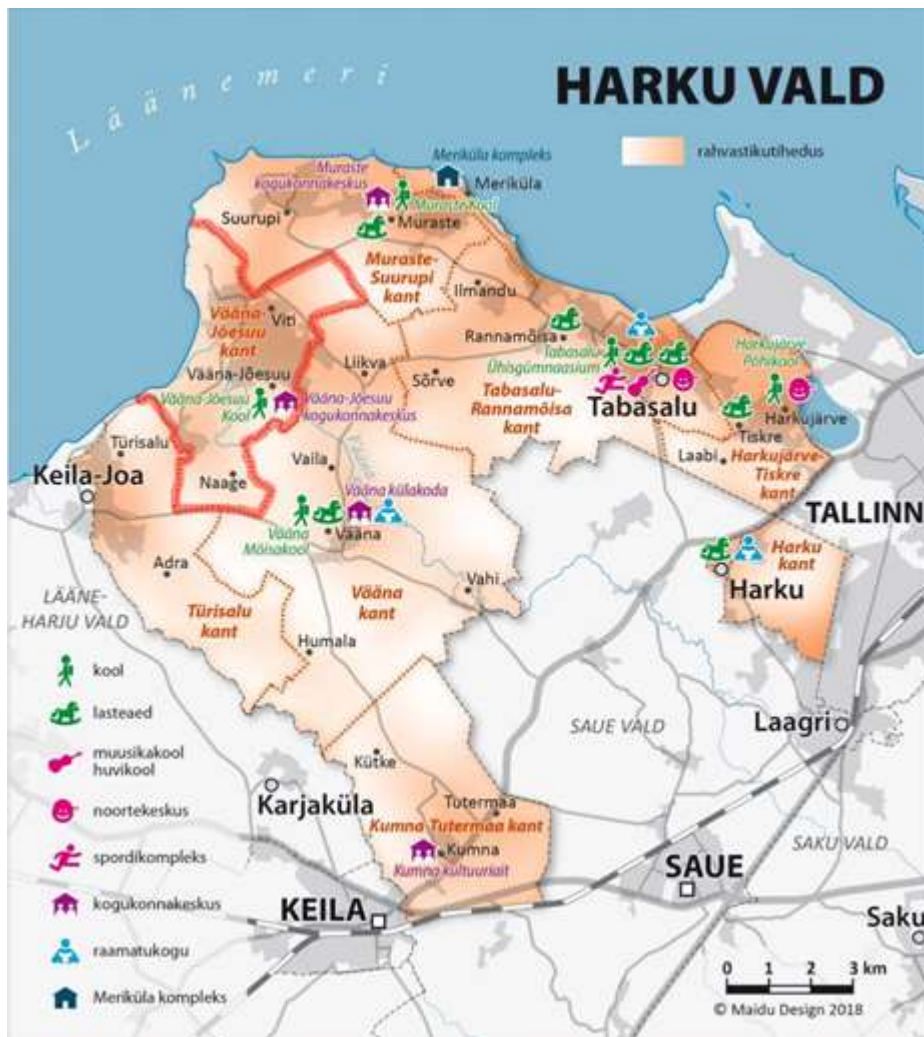 HARKU VALD
rahvastikutihedus
Läänemeri
Meriküla kompleks
Meriküla
Muraste
kogukonnakeskus
Muraste Kool
Suurupi
Muraste
Muraste-
Suurupi
kant
Ilmandu
Vääna-
Jõesuu
kant
Viti
Rannamõisa
Liikva
Sõrve
Tabasalu
Ühisgümnaasium
Harkujärve
Põhikool
Vääna-Jõesuu
Vääna-Jõesuu
Kool
Vääna-Jõesuu
kogukonnakeskus
Tabasalu-
Rannamõisa
kant
Tabasalu
Harkujärve
Tiskre
Laabi
Harkujärve-
Tiskre
kant
Türisalu
Keila-Joa
Naage
Vaila
Vääna külakoda
Vääna
Mõisakool
Vääna
TALLINN
Harku
kant
Harku
Adra
Vahi
LÄÄNE-
HARJU VALD
Türisalu
kant
Vääna
kant
Humala
SAUE VALD
Laagri
Kütke
Karjaküla
Tutermaa
Kumna Tutermaa kant
Kumna
Kumna kultuuriait
SAKU VALD
SAUE
KEILA
Saku
kool
lasteaed
muusikakool
huvikool
noortekeskus
spordikompleks
kogukonnakeskus
raamatukogu
Meriküla kompleks
0 1 2 3 km
© Maidu Design 2018